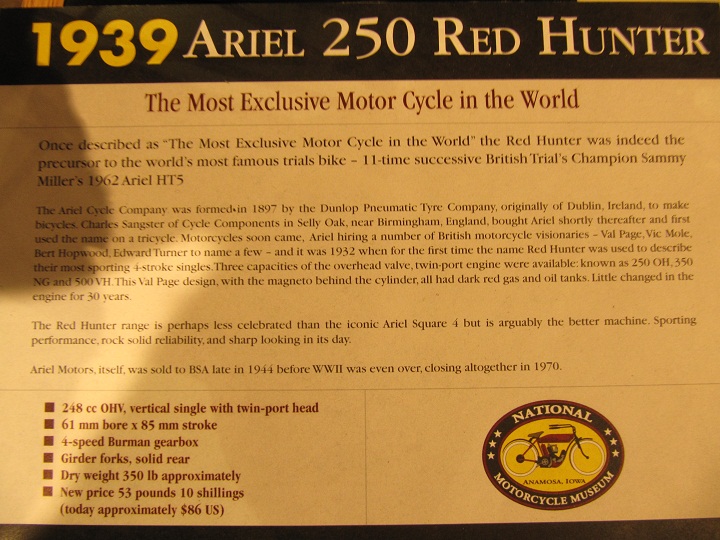 1939 ARIEL 250 RED HUNTER
The Most Exclusive Motor Cycle in the World
Once described as "The Most Exclusive Motor Cycle in the World" the Red Hunter was indeed the
precursor to the world's most famous trials bike – 11-time successive British Trial's Champion Sammy
Miller's 1962 Ariel HT5
The Ariel Cycle Company was formed in 1897 by the Dunlop Pneumatic Tyre Company, originally of Dublin, Ireland, to make
bicycles. Charles Sangster of Cycle Components in Selly Oak, near Birmingham, England, bought Ariel shortly thereafter and first
used the name on a tricycle. Motorcycles soon came, Ariel hiring a number of British motorcycle visionaries – Val Page, Vic Mole,
Bert Hopwood, Edward Turner to name a few – and it was 1932 when for the first time the name Red Hunter was used to describe
their most sporting 4-stroke singles. Three capacities of the overhead valve, twin-port engine were available: known as 250 OH, 350
NG and 500 VH. This Val Page design, with the magneto behind the cylinder, all had dark red gas and oil tanks. Little changed in the
engine for 30 years.
The Red Hunter range is perhaps less celebrated than the iconic Ariel Square 4 but is arguably the better machine. Sporting
performance, rock solid reliability, and sharp looking in its day.
Ariel Motors, itself, was sold to BSA late in 1944 before WWII was even over, closing altogether in 1970.
■ 248 cc OHV, vertical single with twin-port head
■ 61 mm bore x 85 mm stroke
■ 4-speed Burman gearbox
■ Girder forks, solid rear
■ Dry weight 350 lb approximately
■ New price 53 pounds 10 shillings
(today approximately $86 US)
NATIONAL
ANAMOSA, IOWA
MOTORCYCLE MUSEUM